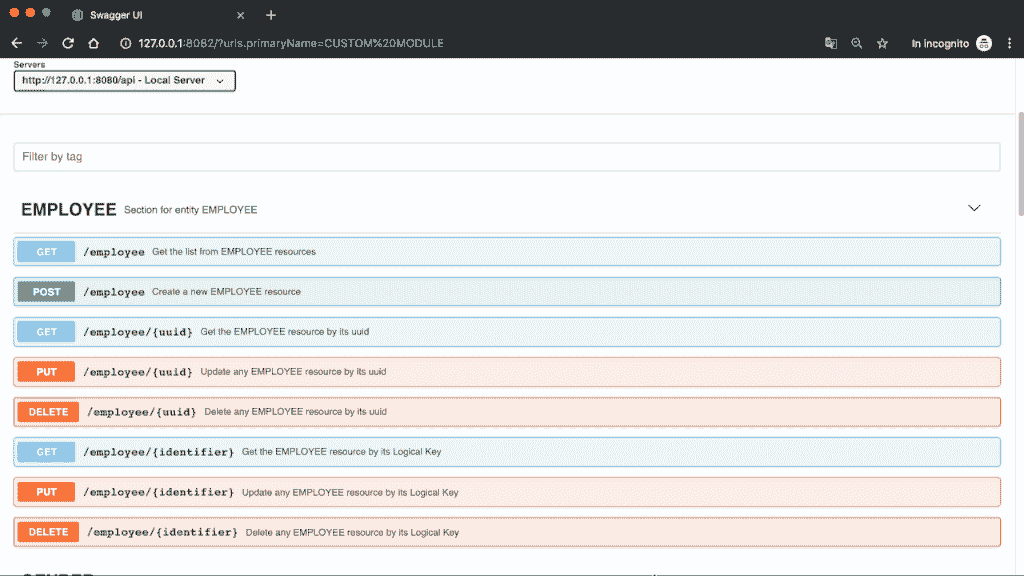 Swagger UI
127.0.0.1:8082/?urls.primaryName=CUSTOM%20MODULE
In incognito
Servers
http://127.0.0.1:8080/api - Local Server
Filter by tag
EMPLOYEE Section for entity EMPLOYEE
GET /employee Get the list from EMPLOYEE resources
POST /employee Create a new EMPLOYEE resource
GET /employee/{uuid} Get the EMPLOYEE resource by its uuid
PUT /employee/{uuid} Update any EMPLOYEE resource by its uuid
DELETE /employee/{uuid} Delete any EMPLOYEE resource by its uuid
GET /employee/{identifier} Get the EMPLOYEE resource by its Logical Key
PUT /employee/{identifier} Update any EMPLOYEE resource by its Logical Key
DELETE /employee/{identifier} Delete any EMPLOYEE resource by its Logical Key